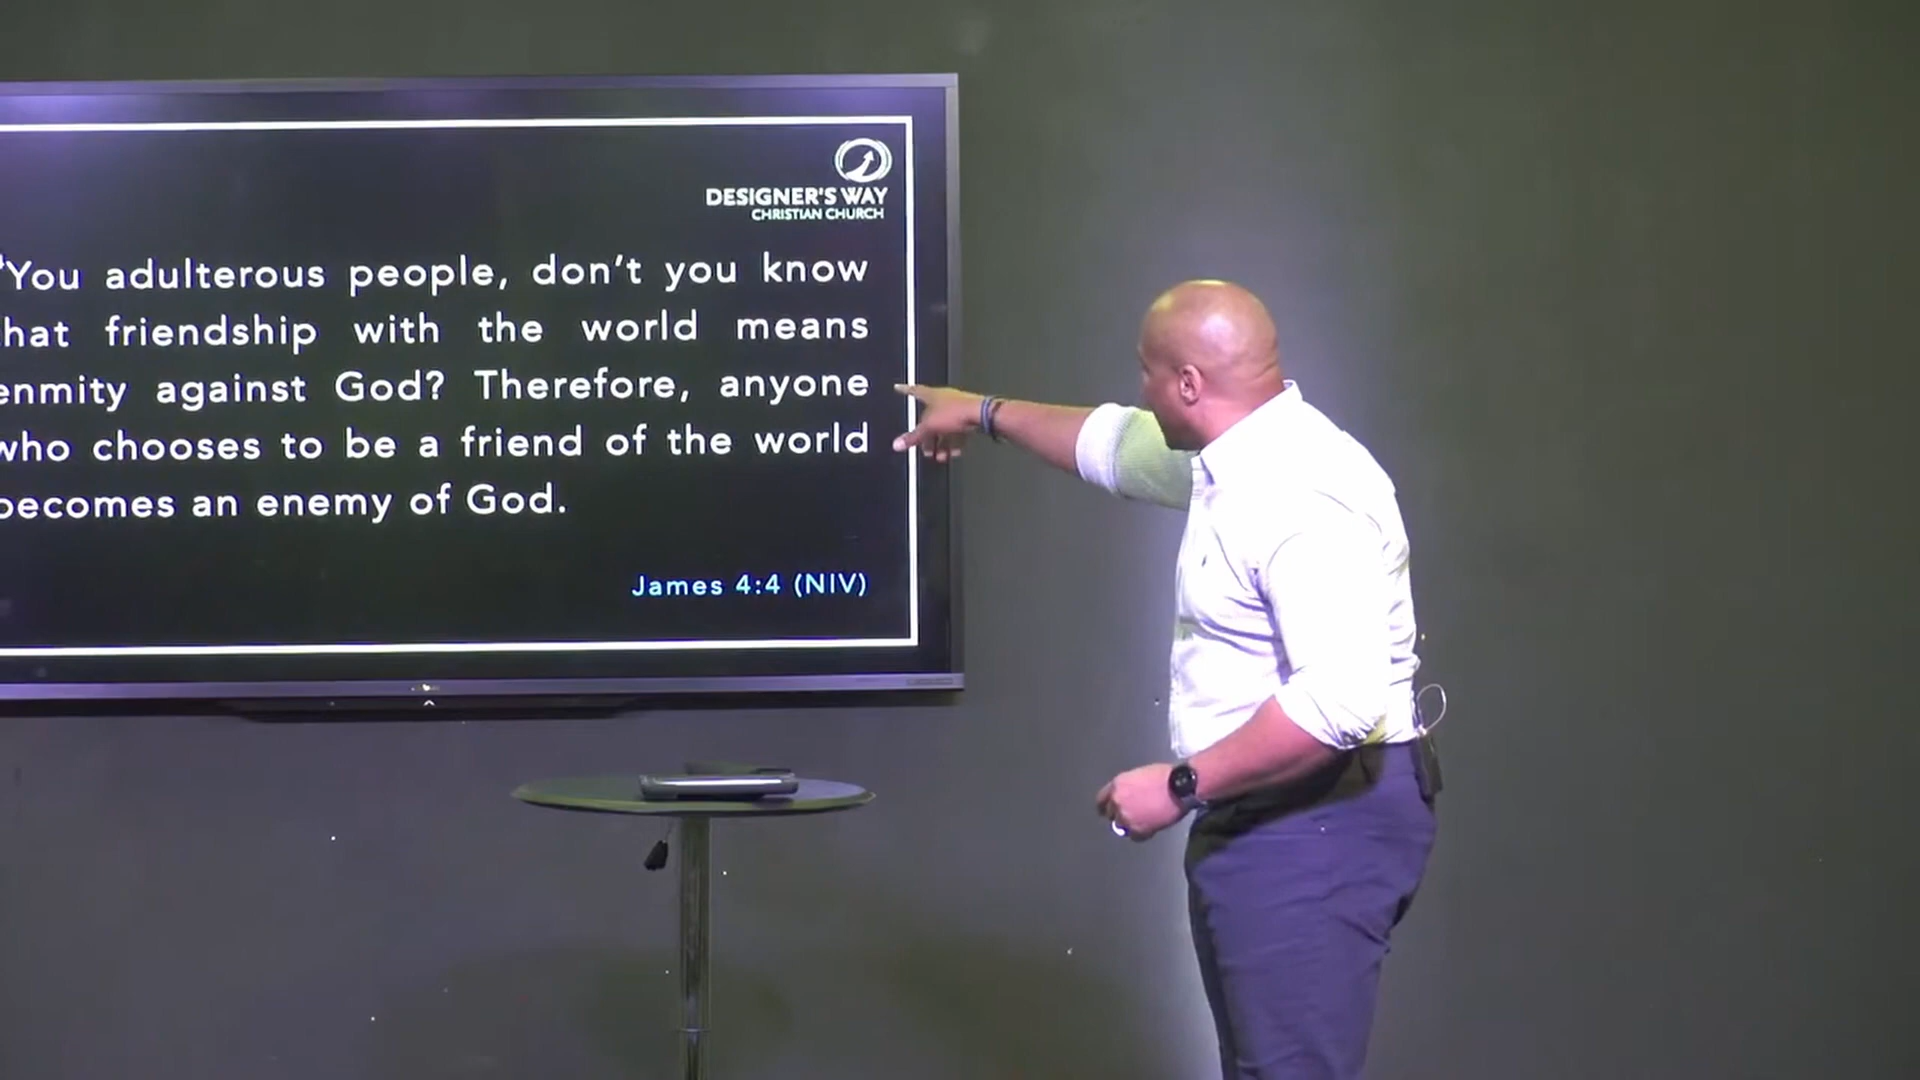 DESIGNER'S WAY
CHRISTIAN CHURCH
"You adulterous people, don't you know
hat friendship with the world means
enmity against God? Therefore, anyone
who chooses to be a friend of the world
becomes an enemy of God.
James 4:4 (NIV)